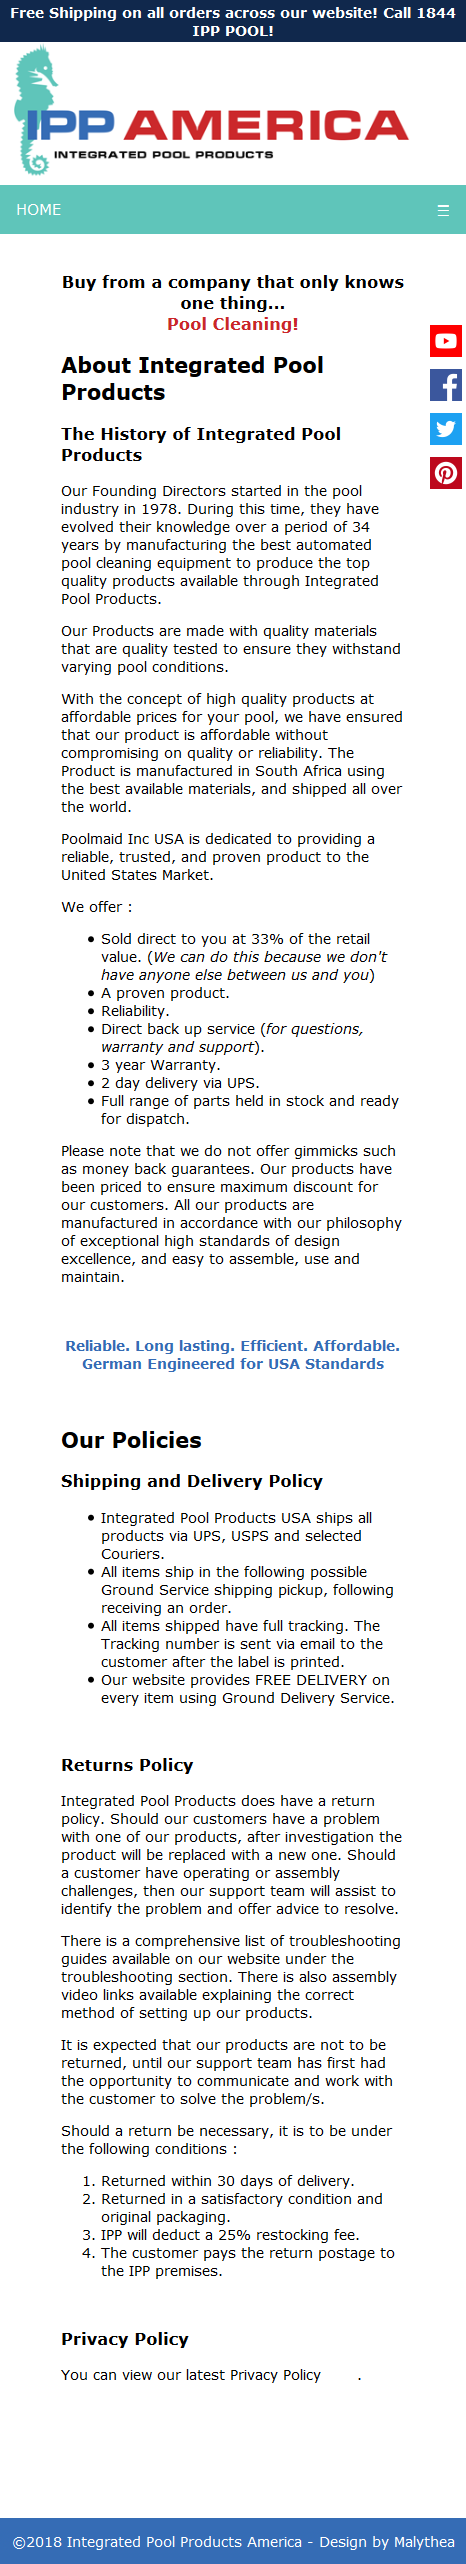 Free Shipping on all orders across our website! Call 1844
IPP POOL!
IPP AMERICA
INTEGRATED POOL PRODUCTS
HOME ☰
Buy from a company that only knows
one thing...
Pool Cleaning!
About Integrated Pool
Products
The History of Integrated Pool
Products
Our Founding Directors started in the pool
industry in 1978. During this time, they have
evolved their knowledge over a period of 34
years by manufacturing the best automated
pool cleaning equipment to produce the top
quality products available through Integrated
Pool Products.
Our Products are made with quality materials
that are quality tested to ensure they withstand
varying pool conditions.
With the concept of high quality products at
affordable prices for your pool, we have ensured
that our product is affordable without
compromising on quality or reliability. The
Product is manufactured in South Africa using
the best available materials, and shipped all over
the world.
Poolmaid Inc USA is dedicated to providing a
reliable, trusted, and proven product to the
United States Market.
We offer :
• Sold direct to you at 33% of the retail
value. (We can do this because we don't
have anyone else between us and you)
• A proven product.
• Reliability.
• Direct back up service (for questions,
warranty and support).
• 3 year Warranty.
• 2 day delivery via UPS.
• Full range of parts held in stock and ready
for dispatch.
Please note that we do not offer gimmicks such
as money back guarantees. Our products have
been priced to ensure maximum discount for
our customers. All our products are
manufactured in accordance with our philosophy
of exceptional high standards of design
excellence, and easy to assemble, use and
maintain.
Reliable. Long lasting. Efficient. Affordable.
German Engineered for USA Standards
Our Policies
Shipping and Delivery Policy
• Integrated Pool Products USA ships all
products via UPS, USPS and selected
Couriers.
• All items ship in the following possible
Ground Service shipping pickup, following
receiving an order.
• All items shipped have full tracking. The
Tracking number is sent via email to the
customer after the label is printed.
• Our website provides FREE DELIVERY on
every item using Ground Delivery Service.
Returns Policy
Integrated Pool Products does have a return
policy. Should our customers have a problem
with one of our products, after investigation the
product will be replaced with a new one. Should
a customer have operating or assembly
challenges, then our support team will assist to
identify the problem and offer advice to resolve.
There is a comprehensive list of troubleshooting
guides available on our website under the
troubleshooting section. There is also assembly
video links available explaining the correct
method of setting up our products.
It is expected that our products are not to be
returned, until our support team has first had
the opportunity to communicate and work with
the customer to solve the problem/s.
Should a return be necessary, it is to be under
the following conditions :
1. Returned within 30 days of delivery.
2. Returned in a satisfactory condition and
original packaging.
3. IPP will deduct a 25% restocking fee.
4. The customer pays the return postage to
the IPP premises.
Privacy Policy
You can view our latest Privacy Policy .
©2018 Integrated Pool Products America - Design by Malythea